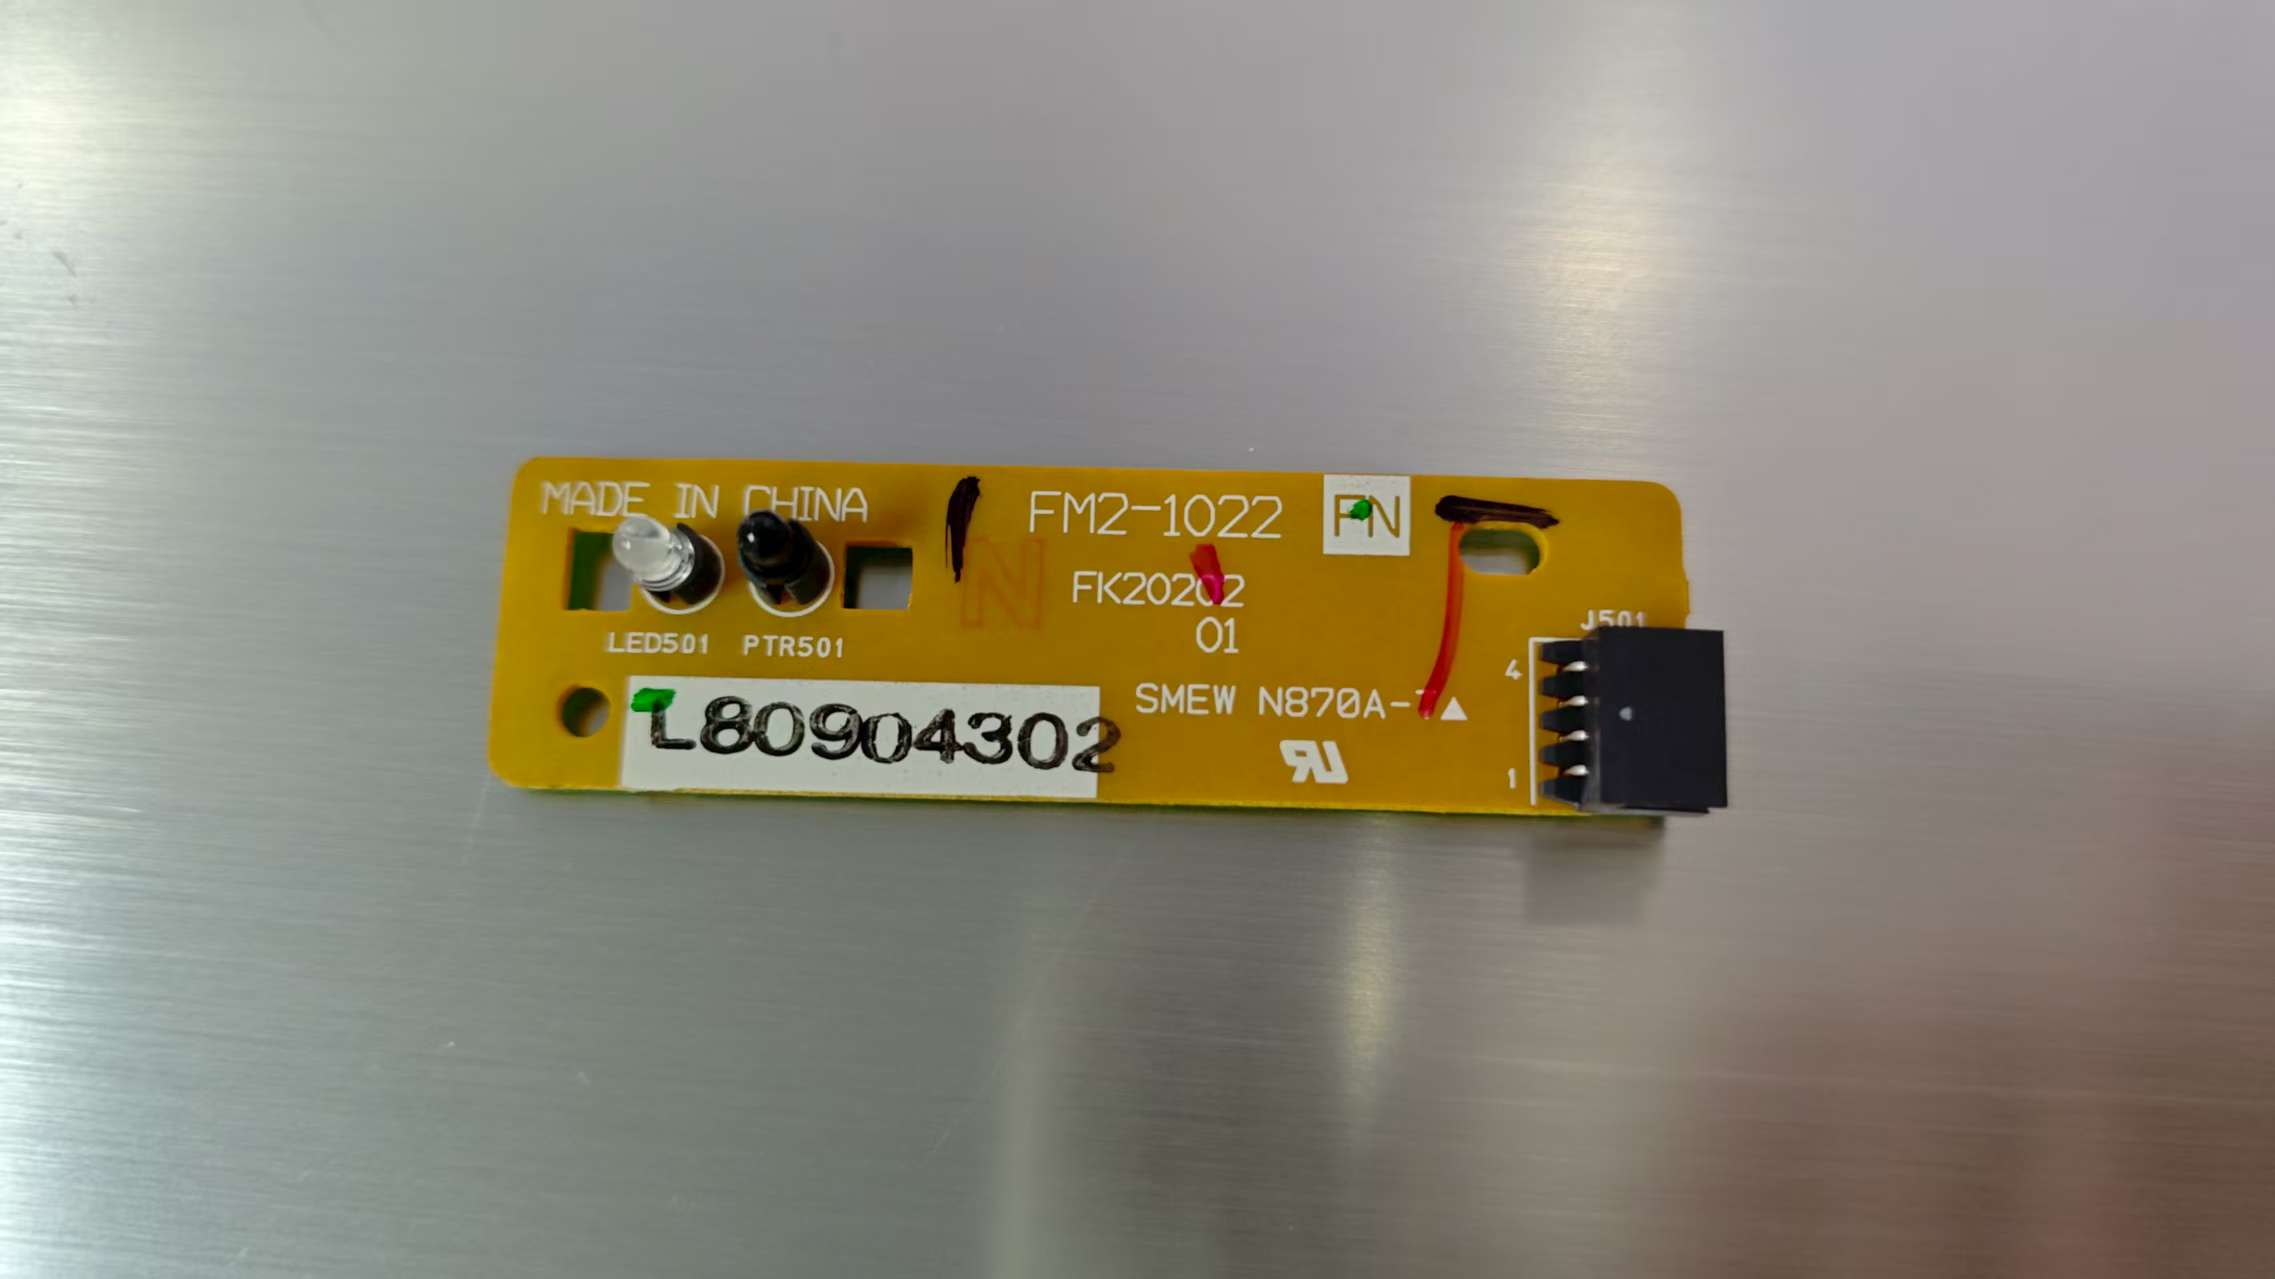 MADE IN CHINA
FM2-1022
FN
N
FK20202
01
LED501
PTR501
J501
4
1
SMEW N870A-
L80904302